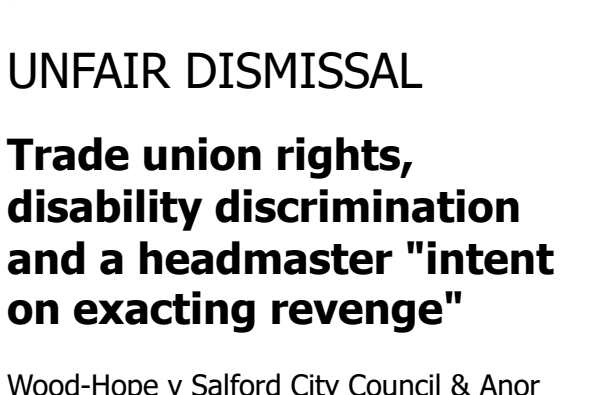 UNFAIR DISMISSAL
Trade union rights,
disability discrimination
and a headmaster "intent
on exacting revenge"
Wood-Hope v Salford City Council & Anor